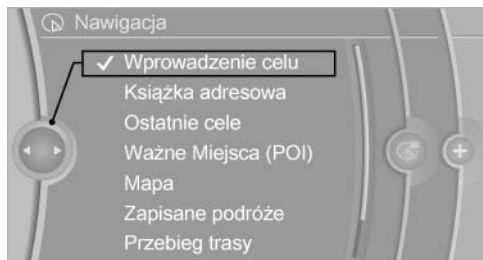 Nawigacja
Wprowadzenie celu
Książka adresowa
Ostatnie cele
Ważne Miejsca (POI)
Mapa
Zapisane podróże
Przebieg trasy